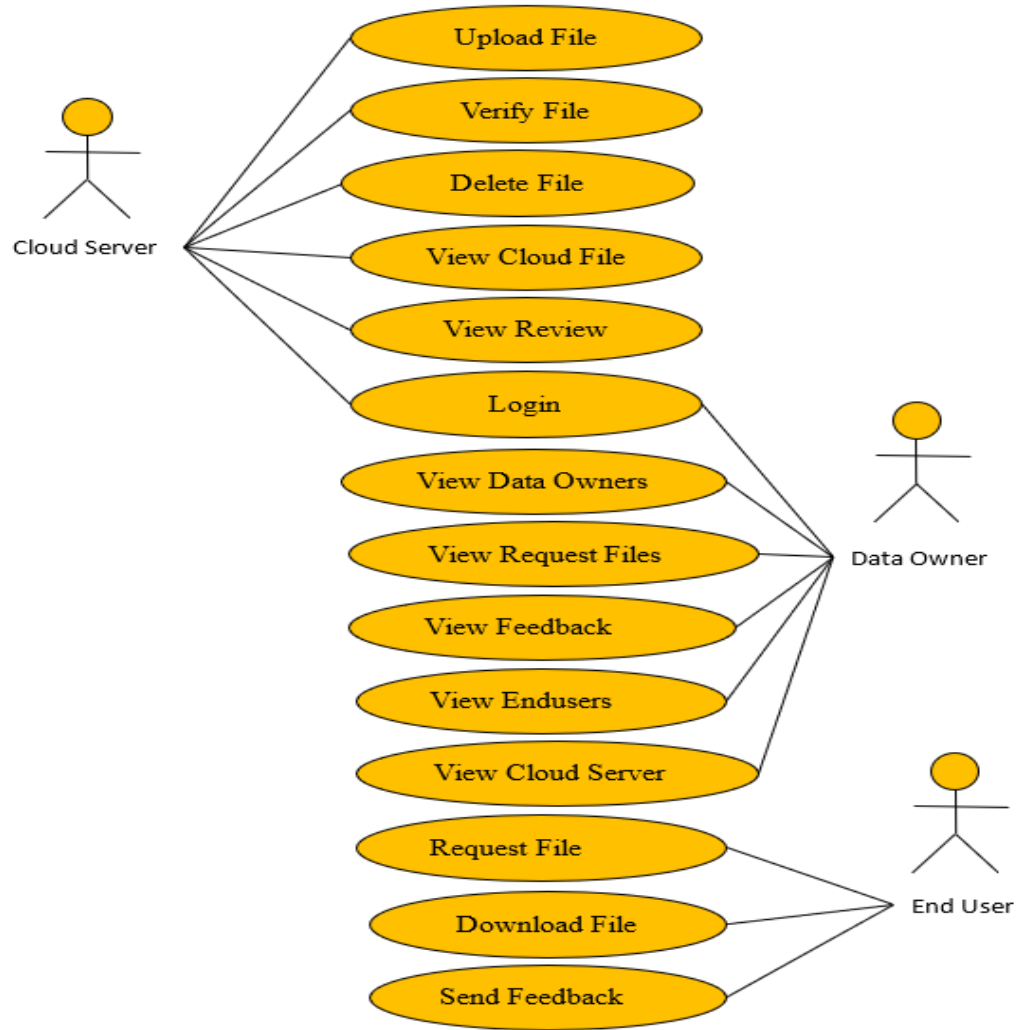 Upload File
Verify File
Delete File
Cloud Server
View Cloud File
View Review
Login
View Data Owners
View Request Files
Data Owner
View Feedback
View Endusers
View Cloud Server
Request File
End User
Download File
Send Feedback